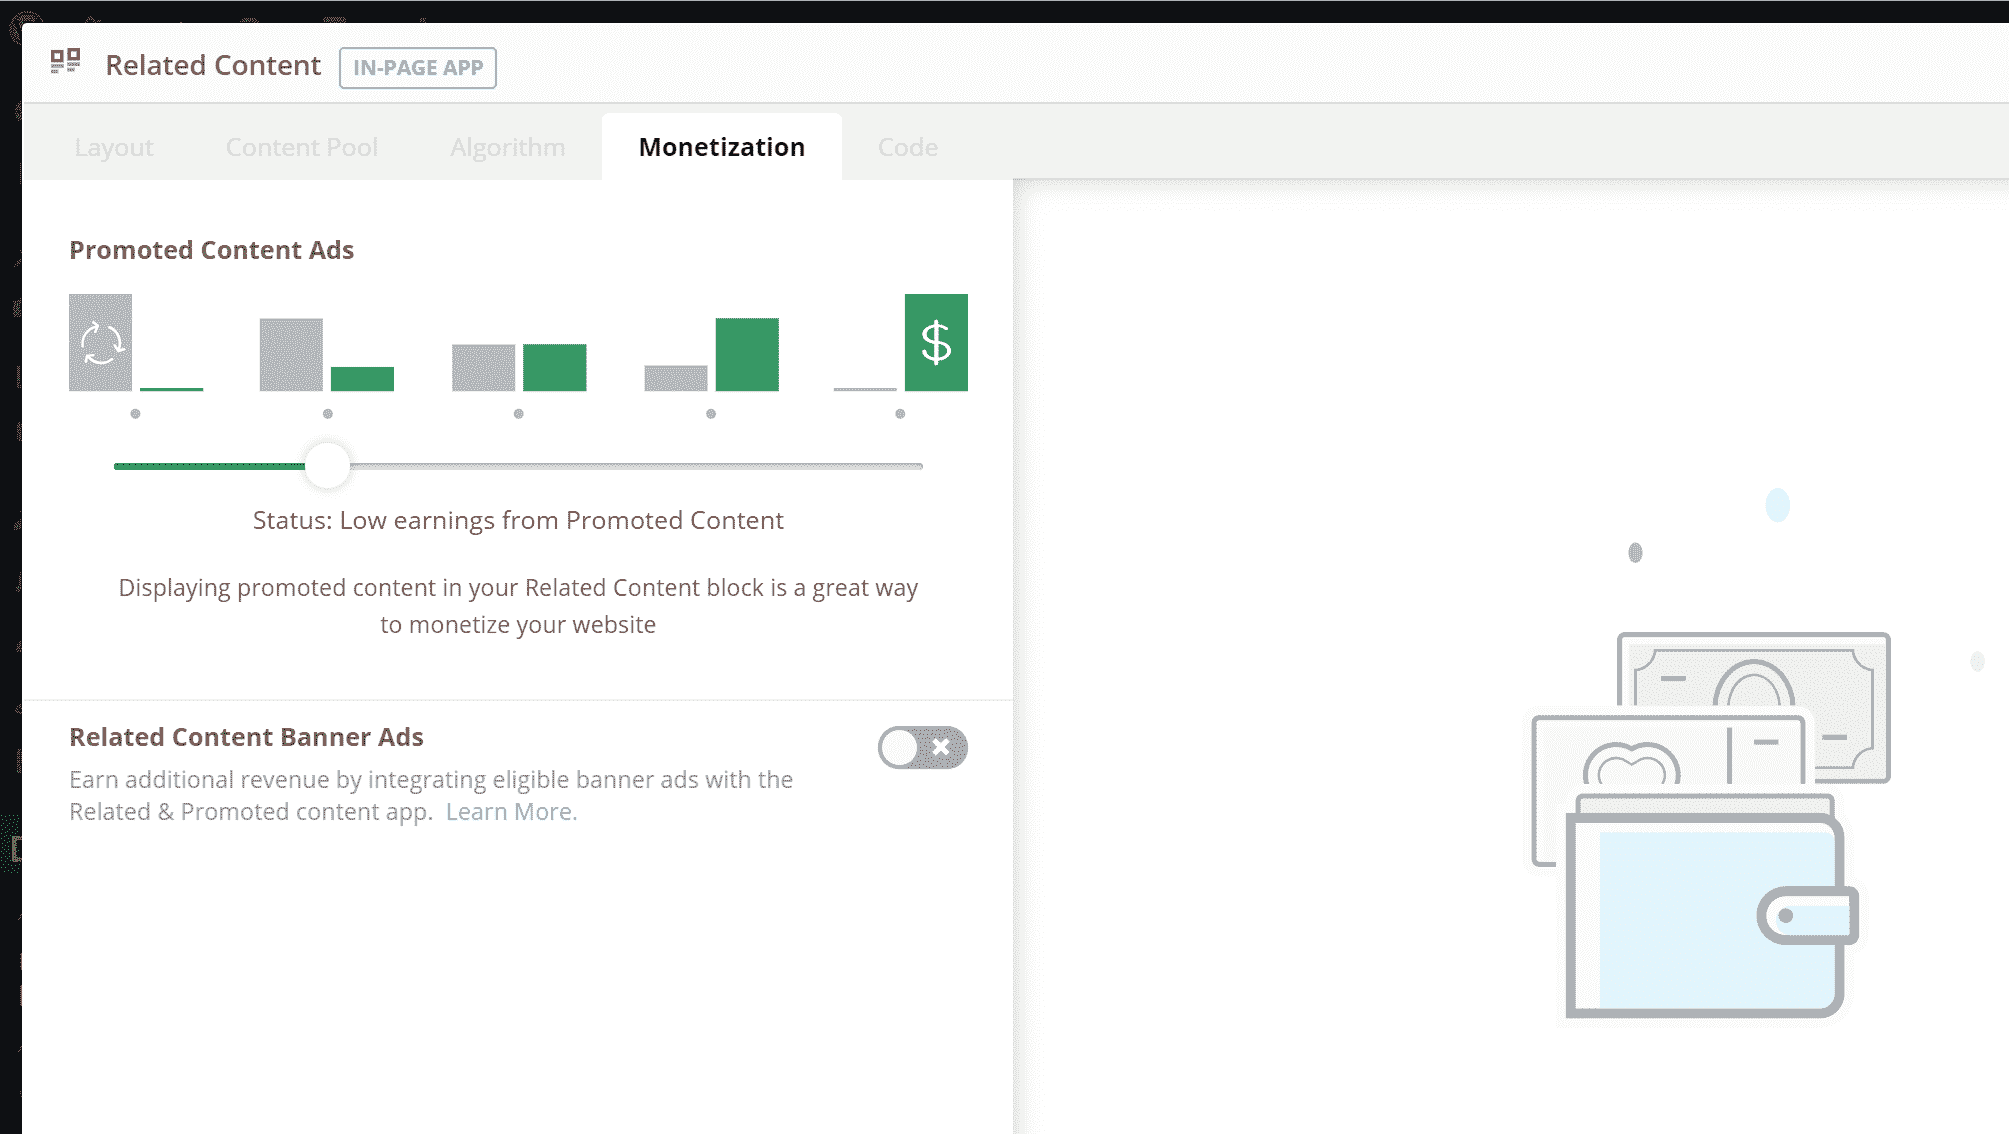 Related Content
IN-PAGE APP
Layout
Content Pool
Algorithm
Monetization
Code
Promoted Content Ads
$
Status: Low earnings from Promoted Content
Displaying promoted content in your Related Content block is a great way
to monetize your website
Related Content Banner Ads
Earn additional revenue by integrating eligible banner ads with the
Related & Promoted content app. Learn More.